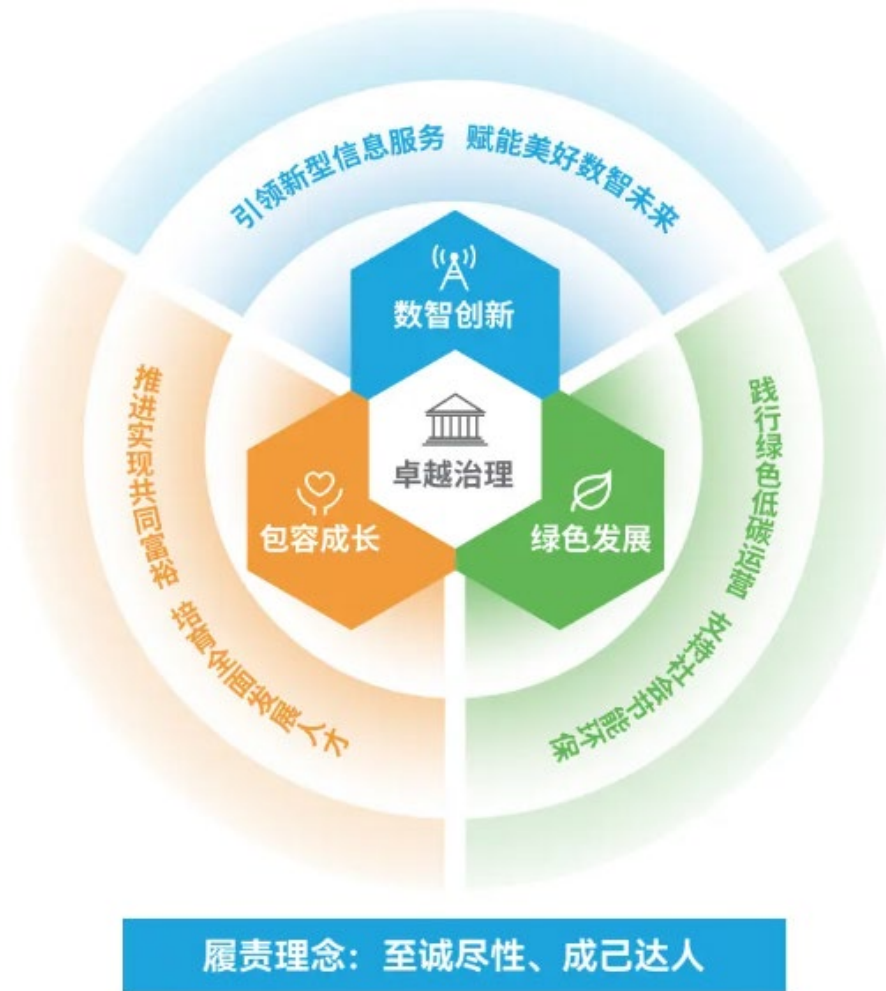 引领新型信息服务 赋能美好数智未来
数智创新
卓越治理
包容成长
绿色发展
推进实现共同富裕 培育全面发展人才
践行绿色低碳运营 支持社会节能环保
履责理念：至诚尽性、成己达人